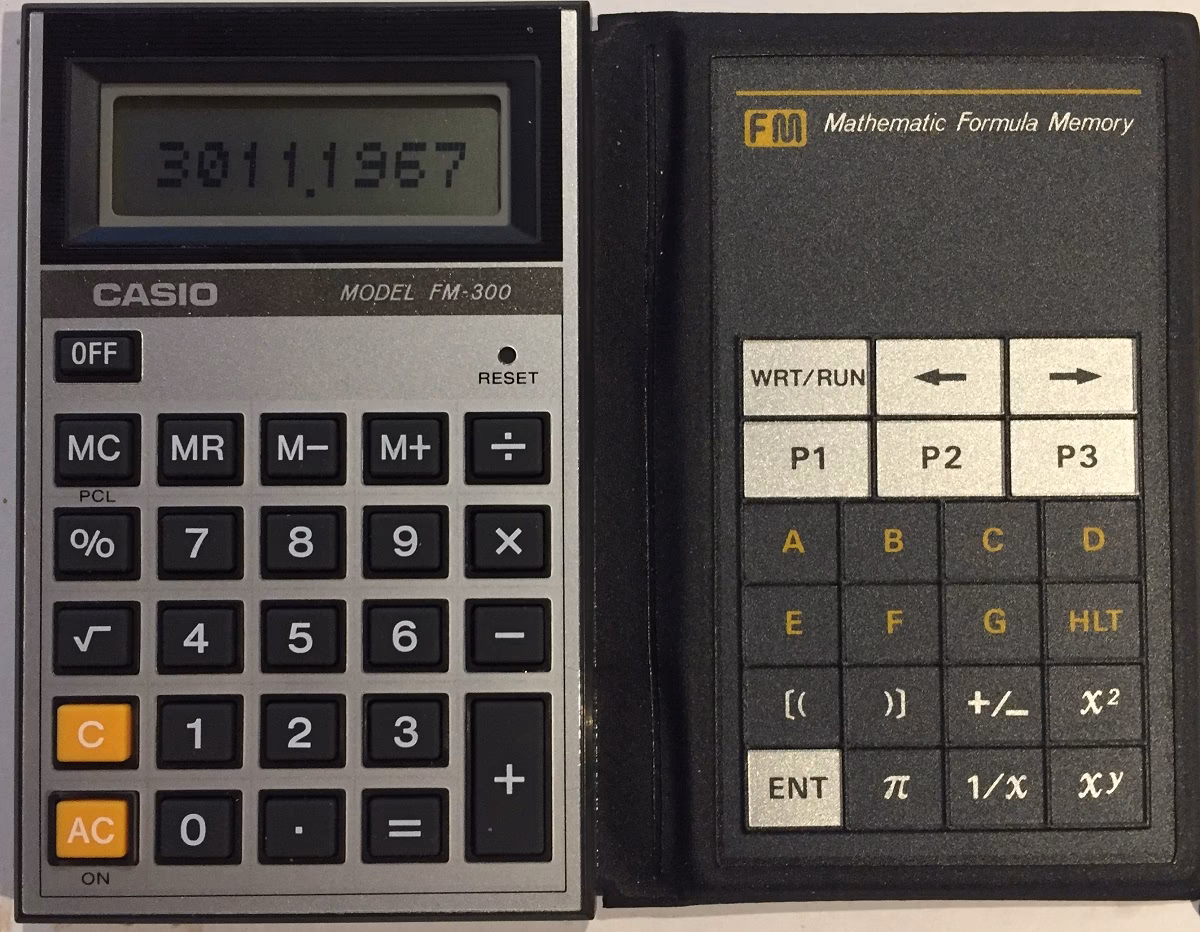 3011.1967
CASIO MODEL FM-300
OFF
RESET
MC MR M− M+ ÷
PCL
% 7 8 9 ×
√ 4 5 6 −
C 1 2 3 +
AC 0 · =
ON
FM Mathematic Formula Memory
WRT/RUN ← →
P1 P2 P3
A B C D
E F G HLT
[( )] +/− x²
ENT π 1/x xʸ